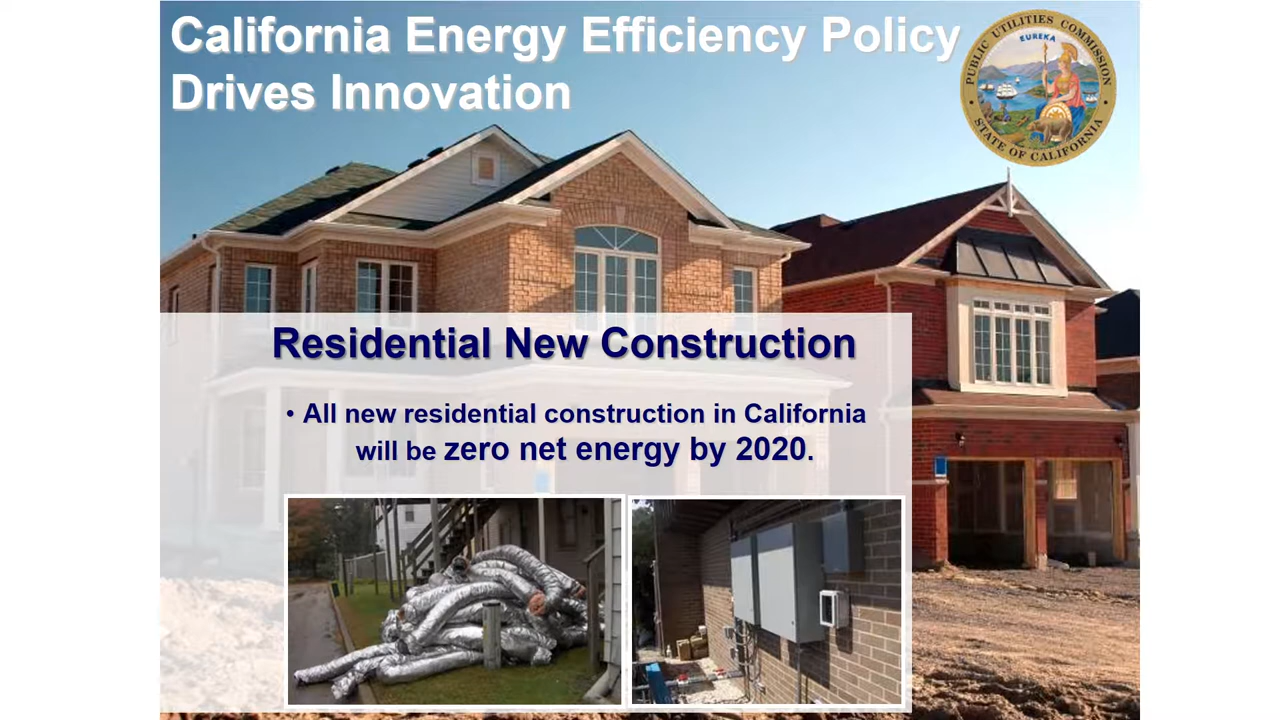 California Energy Efficiency Policy
Drives Innovation
PUBLIC UTILITIES COMMISSION
EUREKA
STATE OF CALIFORNIA
Residential New Construction
• All new residential construction in California
will be zero net energy by 2020.